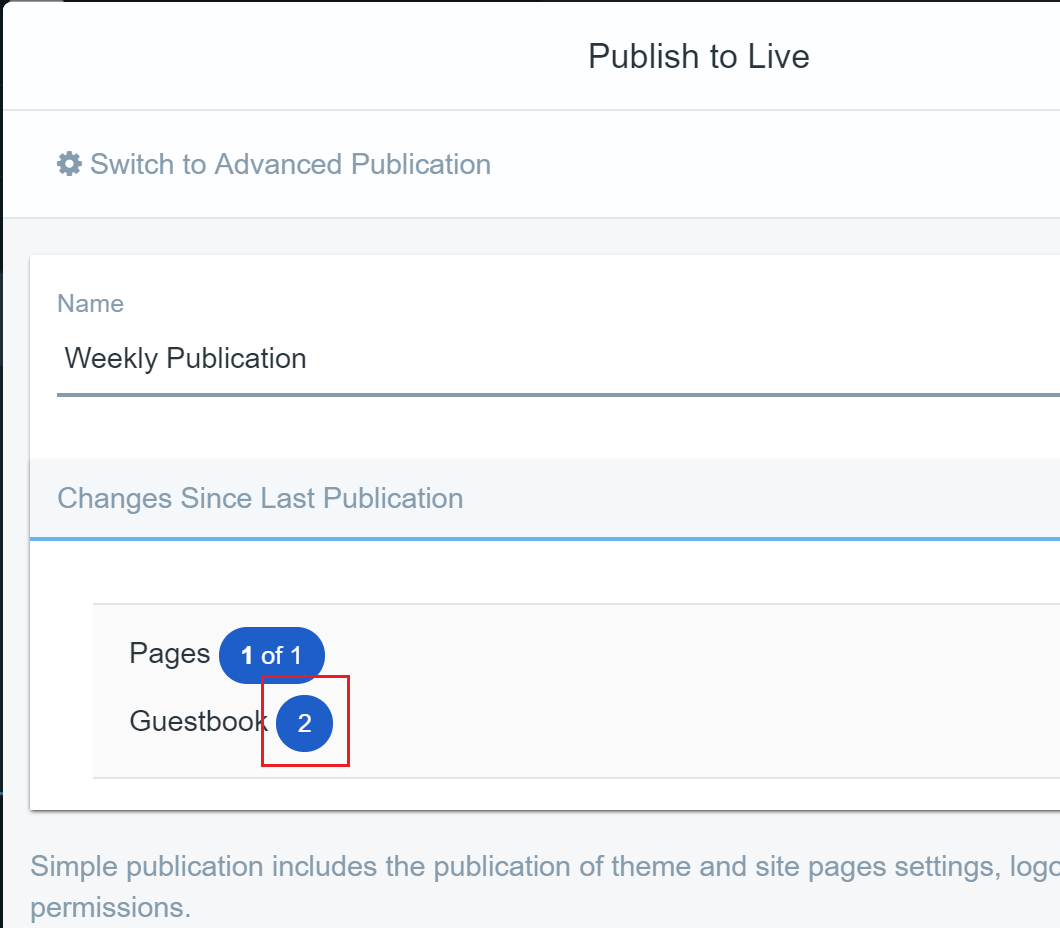 Publish to Live
Switch to Advanced Publication
Name
Weekly Publication
Changes Since Last Publication
Pages 1 of 1
Guestbook 2
Simple publication includes the publication of theme and site pages settings, logo
permissions.